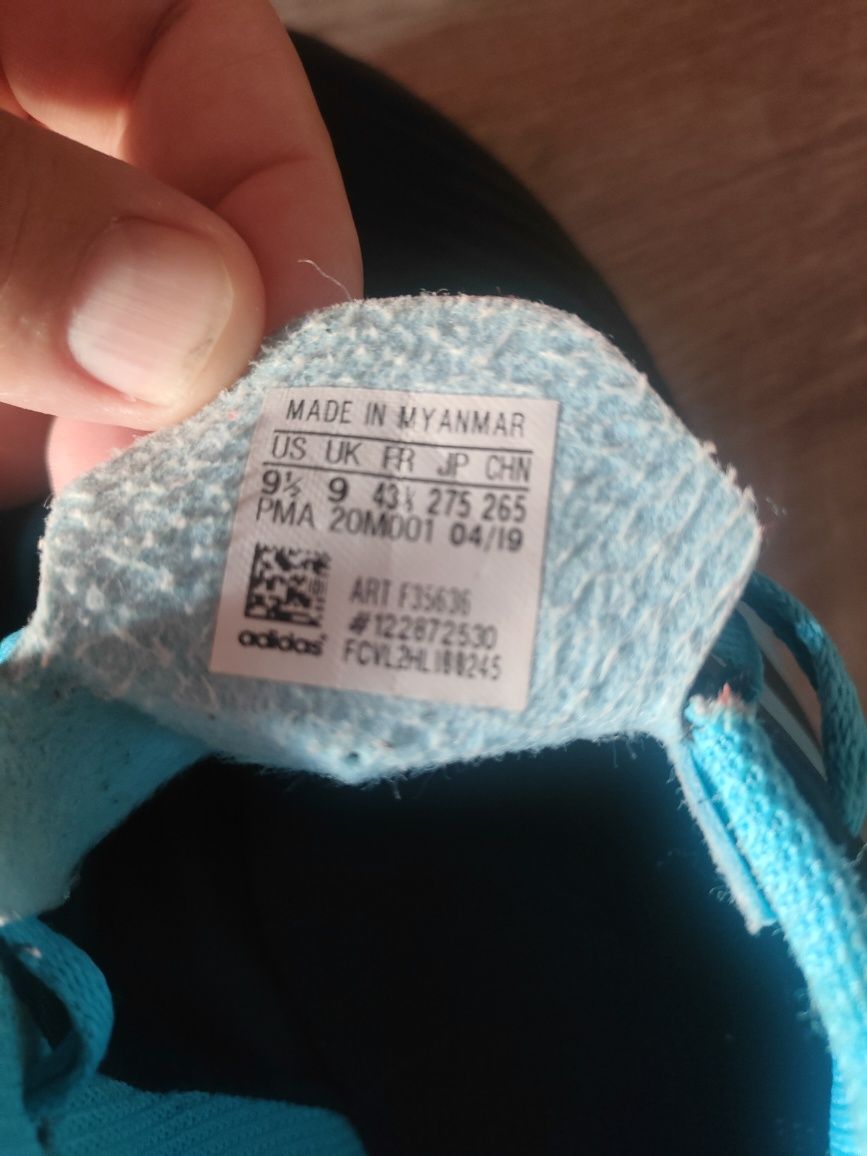 MADE IN MYANMAR
US UK FR JP CHN
9½ 9 43⅓ 275 265
PMA 20M001 04/19
ART F35636
#122872530
adidas